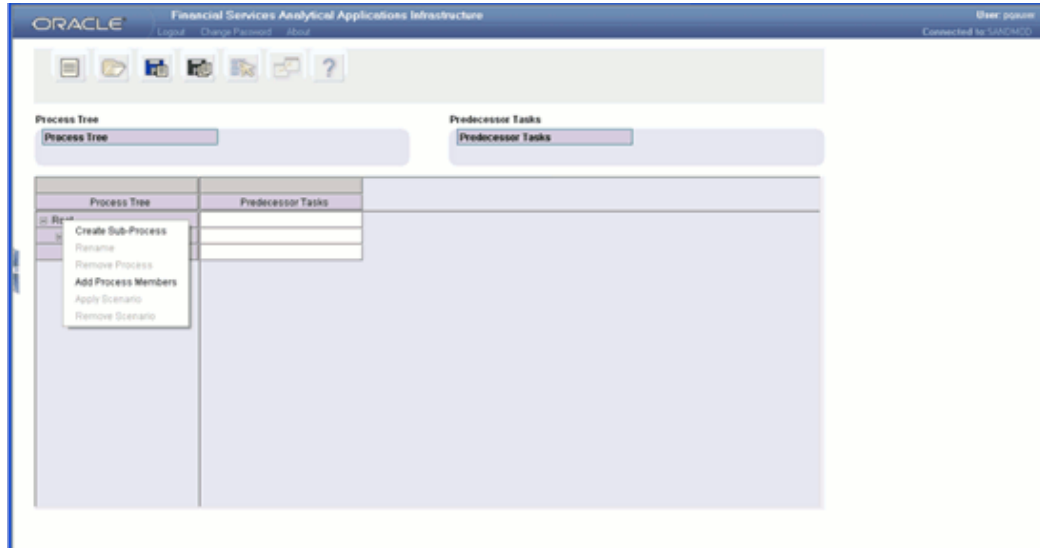 ORACLE
Financial Services Analytical Applications Infrastructure
Logout Change Password About
User: pqauser
Connected to: SANDMOD
?
Process Tree
Predecessor Tasks
Process Tree
Predecessor Tasks
Process Tree Predecessor Tasks
Create Sub-Process
Rename
Remove Process
Add Process Members
Apply Scenario
Remove Scenario